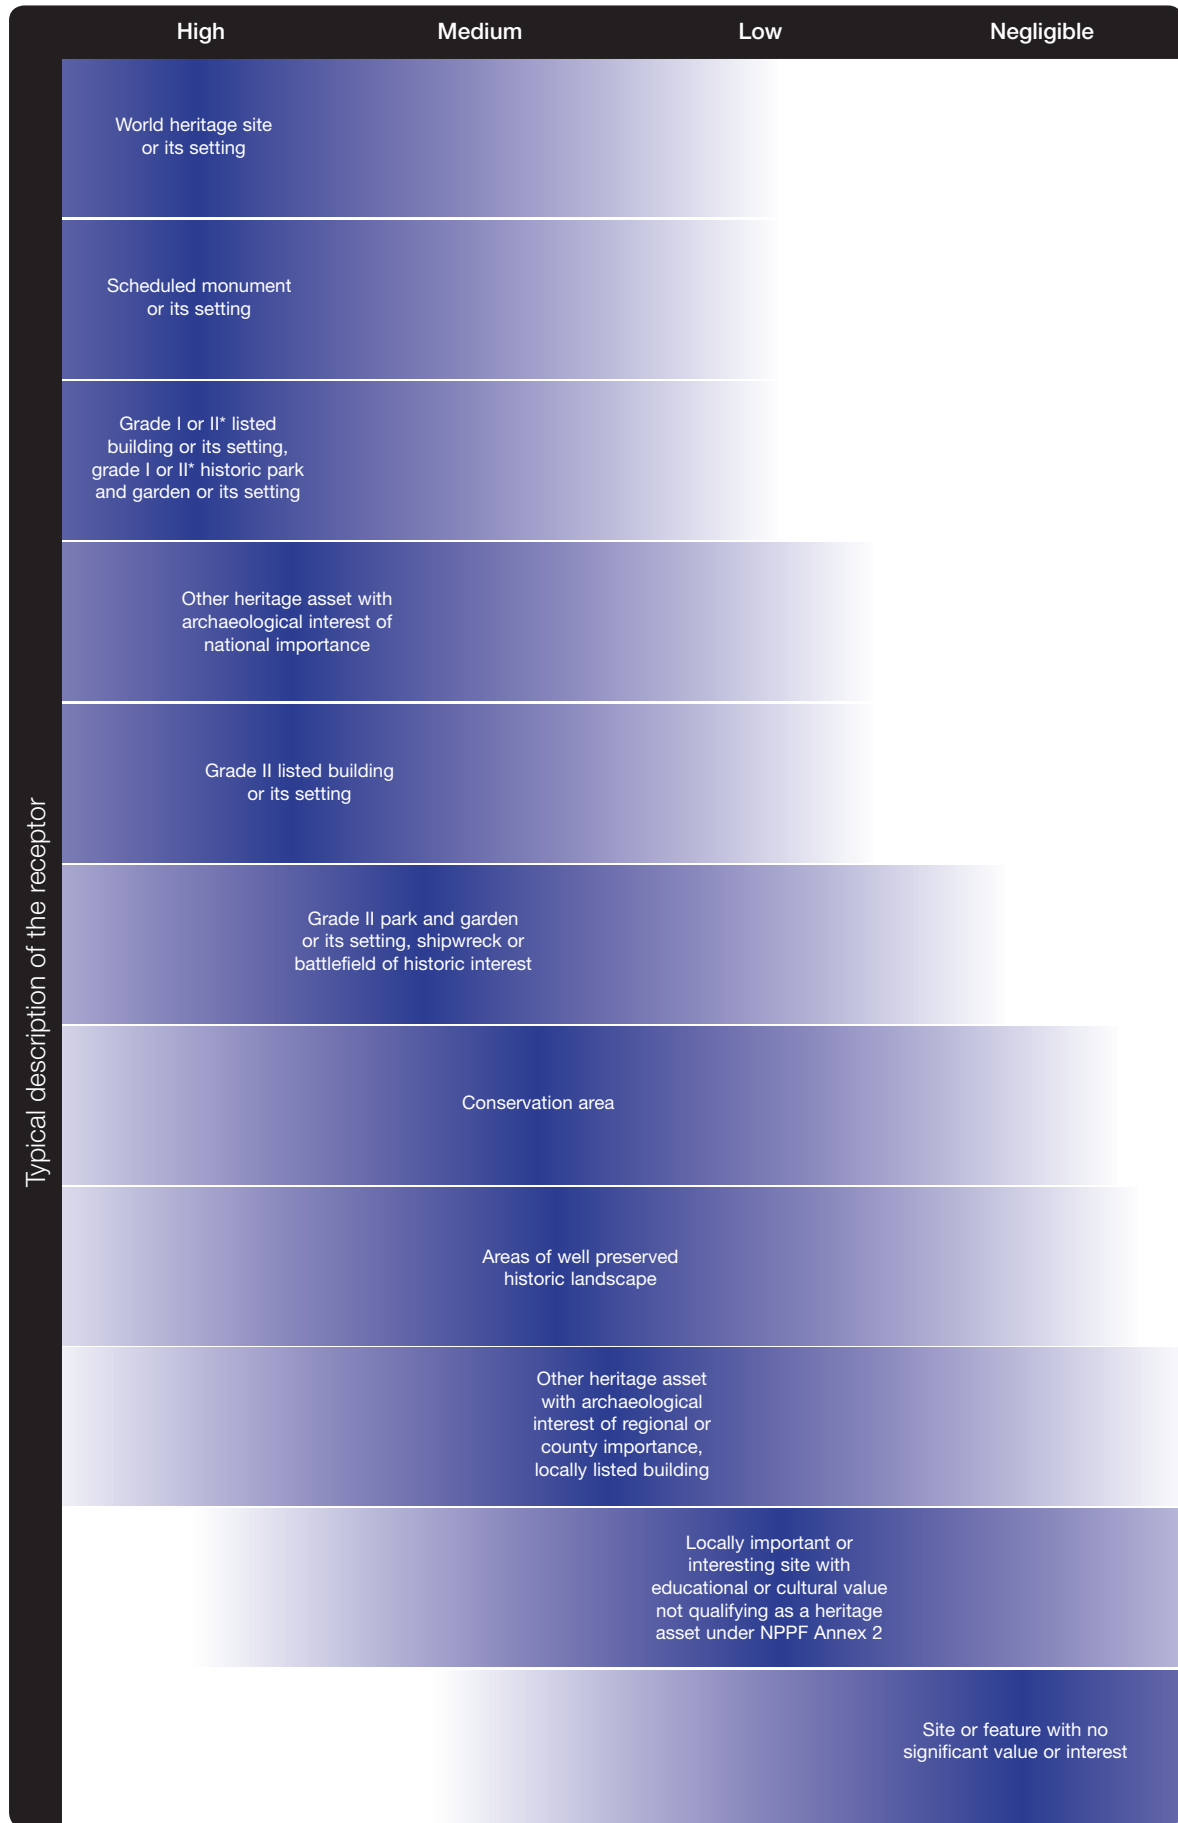 High Medium Low Negligible
Typical description of the receptor
World heritage site
or its setting
Scheduled monument
or its setting
Grade I or II* listed
building or its setting,
grade I or II* historic park
and garden or its setting
Other heritage asset with
archaeological interest of
national importance
Grade II listed building
or its setting
Grade II park and garden
or its setting, shipwreck or
battlefield of historic interest
Conservation area
Areas of well preserved
historic landscape
Other heritage asset
with archaeological
interest of regional or
county importance,
locally listed building
Locally important or
interesting site with
educational or cultural value
not qualifying as a heritage
asset under NPPF Annex 2
Site or feature with no
significant value or interest